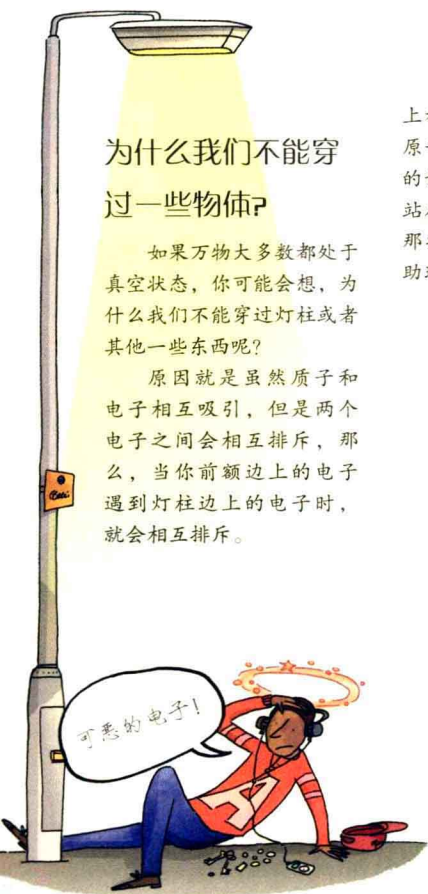 为什么我们不能穿
过一些物体?
如果万物大多数都处于
真空状态，你可能会想，为
什么我们不能穿过灯柱或者
其他一些东西呢?
原因就是虽然质子和
电子相互吸引，但是两个
电子之间会相互排斥，那
么，当你前额边上的电子
遇到灯柱边上的电子时，
就会相互排斥。
可恶的电子!
A
上
原
的
站
那
助